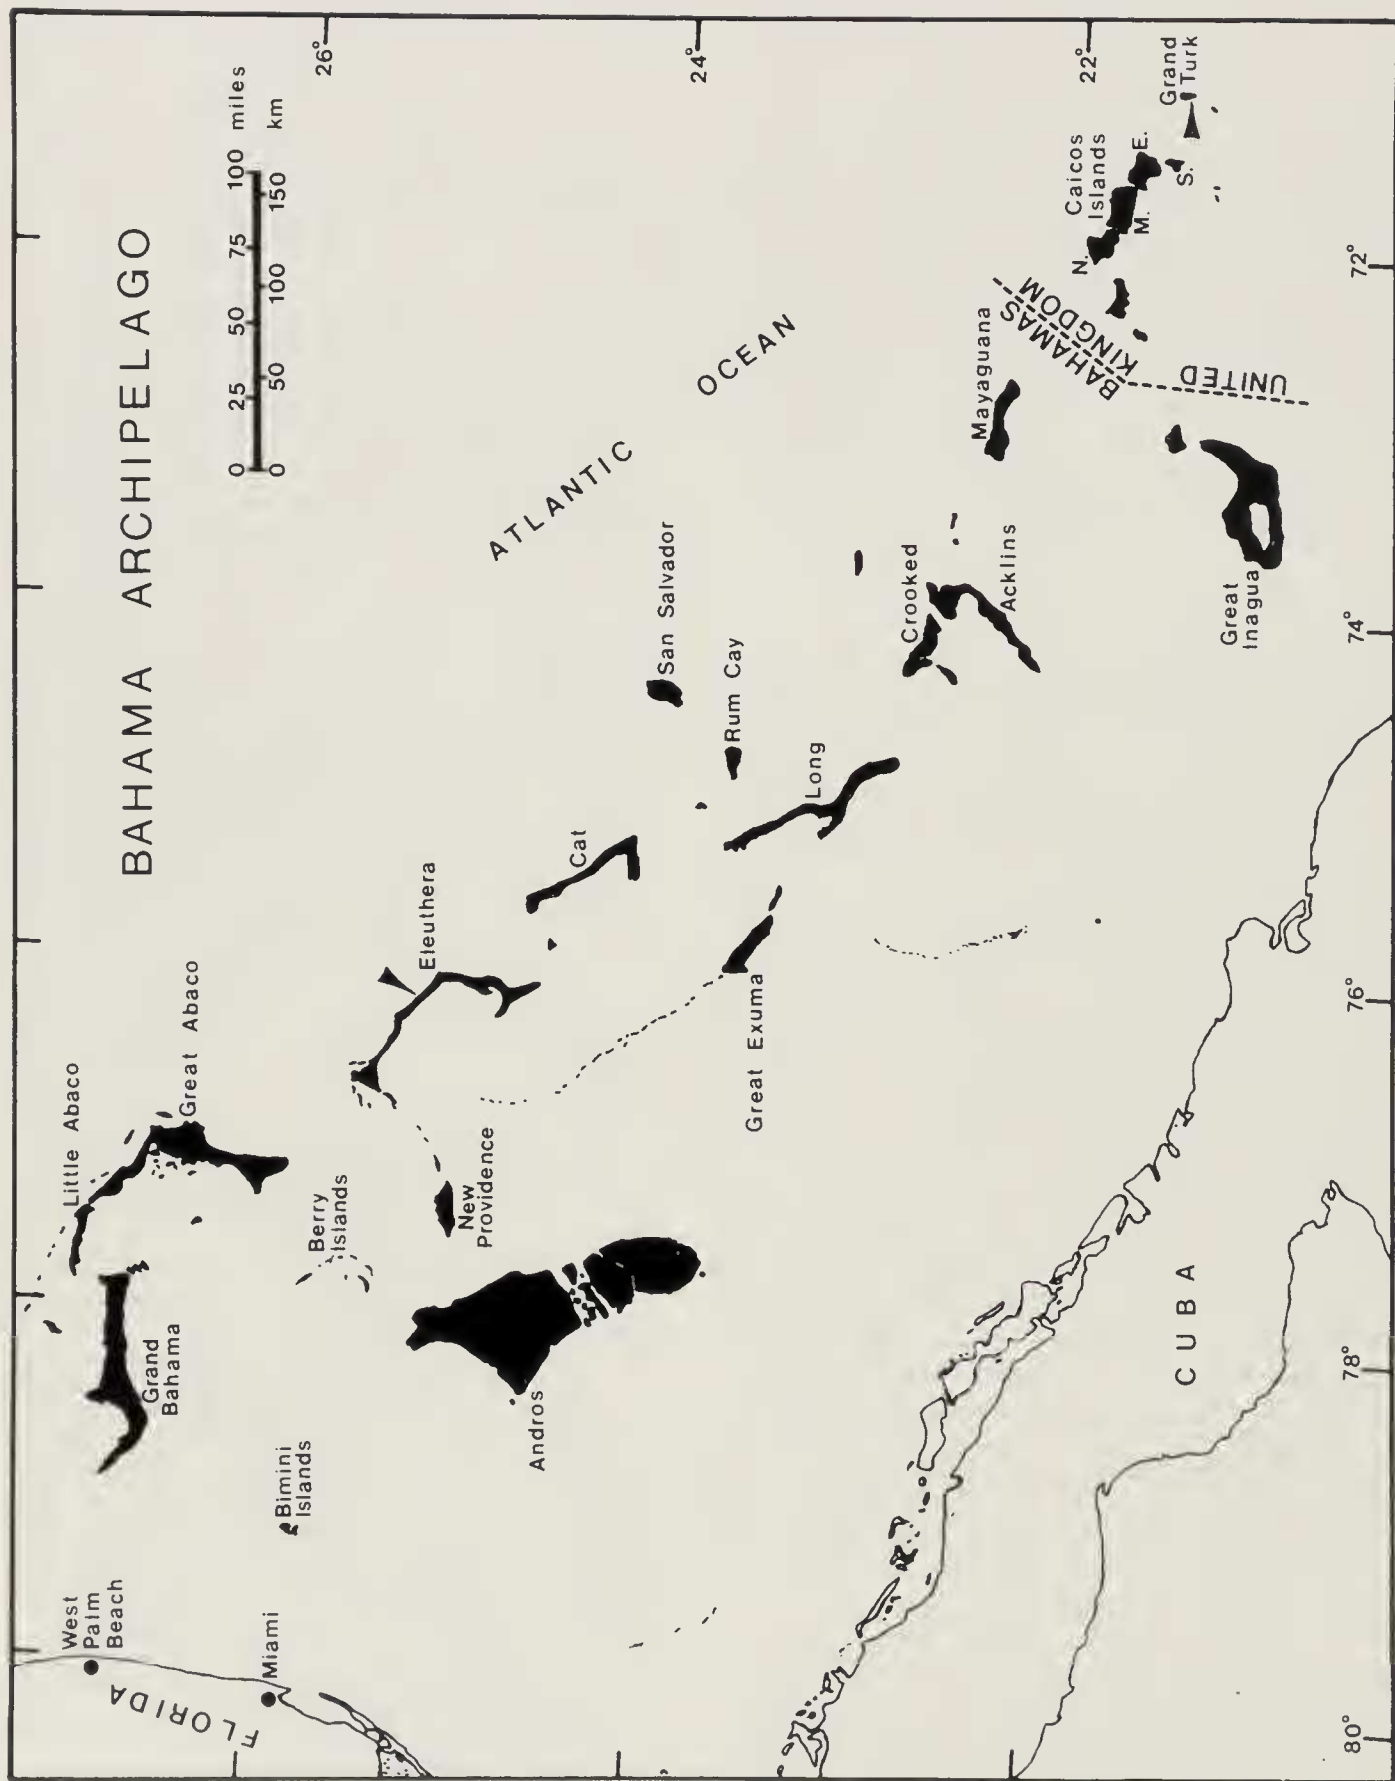 BAHAMA ARCHIPELAGO
0 25 50 75 100 miles
0 50 100 150 km
26°
24°
22°
72°
74°
76°
78°
80°
West
Palm
Beach
FLORIDA
Miami
Bimini
Islands
Grand
Bahama
Little Abaco
Great Abaco
Berry
Islands
New
Providence
Andros
Eleuthera
Cat
Great Exuma
San Salvador
Rum Cay
Long
ATLANTIC
OCEAN
Crooked
Acklins
Mayaguana
Great
Inagua
BAHAMAS
UNITED KINGDOM
Caicos
Islands
N.
M.
E.
S.
Grand
Turk
CUBA